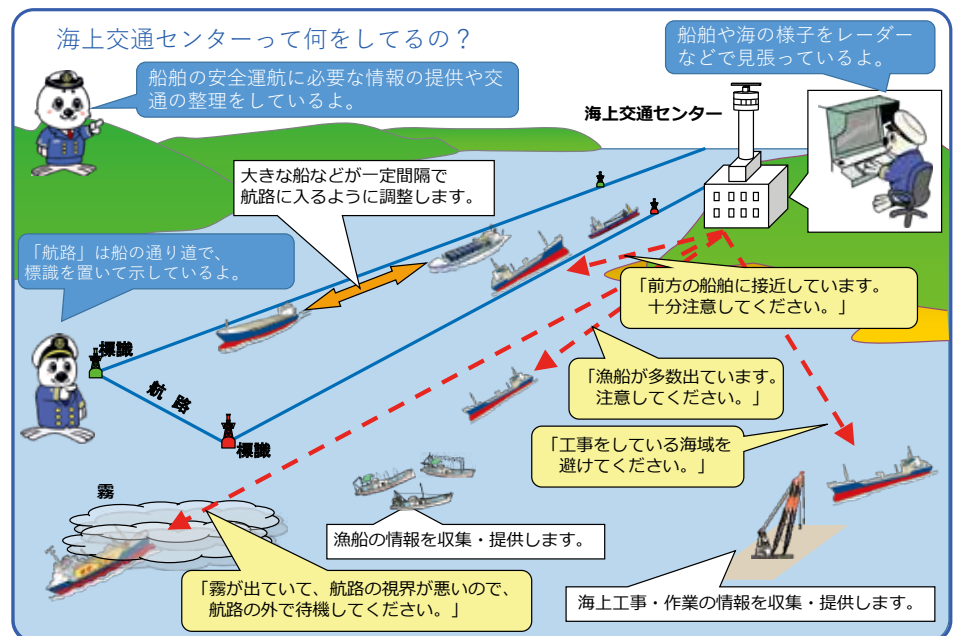 海上交通センターって何をしてるの？
船舶の安全運航に必要な情報の提供や交
通の整理をしているよ。
船舶や海の様子をレーダー
などで見張っているよ。
海上交通センター
大きな船などが一定間隔で
航路に入るように調整します。
「航路」は船の通り道で、
標識を置いて示しているよ。
「前方の船舶に接近しています。
十分注意してください。」
標識
航路
標識
「漁船が多数出ています。
注意してください。」
「工事をしている海域を
避けてください。」
霧
漁船の情報を収集・提供します。
「霧が出ていて、航路の視界が悪いので、
航路の外で待機してください。」
海上工事・作業の情報を収集・提供します。